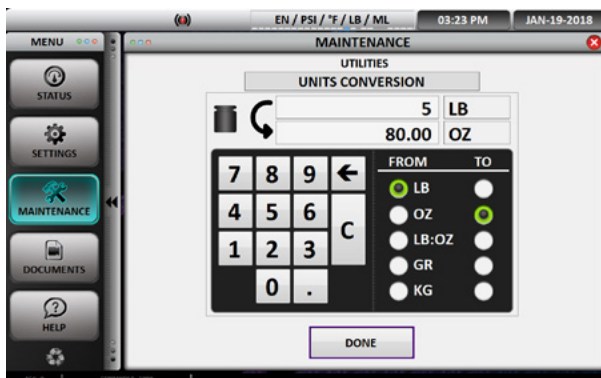 EN / PSI / °F / LB / ML 03:23 PM JAN-19-2018
MENU
MAINTENANCE
UTILITIES
UNITS CONVERSION
STATUS
SETTINGS
MAINTENANCE
DOCUMENTS
HELP
5 LB
80.00 OZ
7 8 9
4 5 6 C
1 2 3
0 .
FROM TO
LB
OZ
LB:OZ
GR
KG
DONE